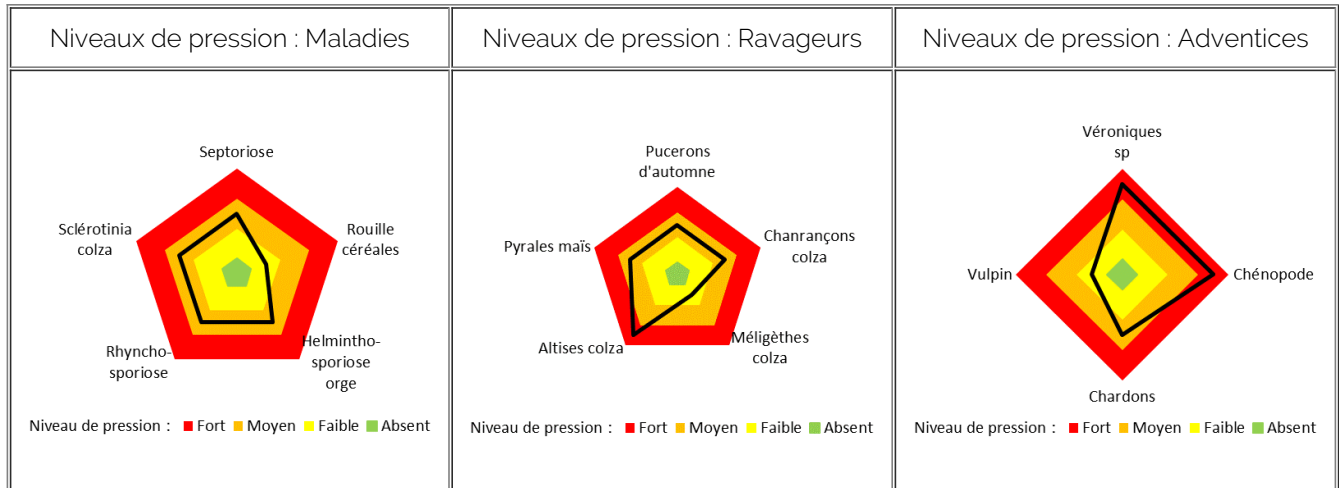 Niveaux de pression : Maladies
Niveaux de pression : Ravageurs
Niveaux de pression : Adventices
Septoriose
Sclérotinia
colza
Rouille
céréales
Rhyncho-
sporiose
Helmintho-
sporiose
orge
Niveau de pression : Fort Moyen Faible Absent
Pucerons
d'automne
Pyrales maïs
Chanrançons
colza
Altises colza
Méligèthes
colza
Niveau de pression : Fort Moyen Faible Absent
Véroniques
sp
Vulpin
Chénopode
Chardons
Niveau de pression : Fort Moyen Faible Absent